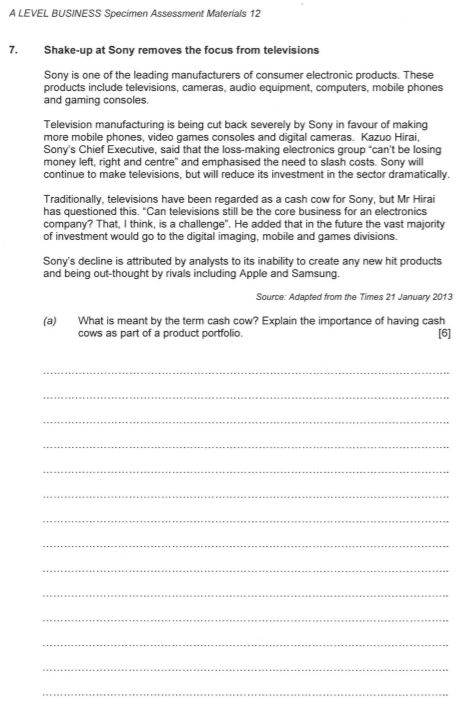 A LEVEL BUSINESS Specimen Assessment Materials 12
7. Shake-up at Sony removes the focus from televisions
Sony is one of the leading manufacturers of consumer electronic products. These
products include televisions, cameras, audio equipment, computers, mobile phones
and gaming consoles.
Television manufacturing is being cut back severely by Sony in favour of making
more mobile phones, video games consoles and digital cameras. Kazuo Hirai,
Sony's Chief Executive, said that the loss-making electronics group "can't be losing
money left, right and centre" and emphasised the need to slash costs. Sony will
continue to make televisions, but will reduce its investment in the sector dramatically.
Traditionally, televisions have been regarded as a cash cow for Sony, but Mr Hirai
has questioned this. "Can televisions still be the core business for an electronics
company? That, I think, is a challenge". He added that in the future the vast majority
of investment would go to the digital imaging, mobile and games divisions.
Sony's decline is attributed by analysts to its inability to create any new hit products
and being out-thought by rivals including Apple and Samsung.
Source: Adapted from the Times 21 January 2013
(a) What is meant by the term cash cow? Explain the importance of having cash
cows as part of a product portfolio. [6]